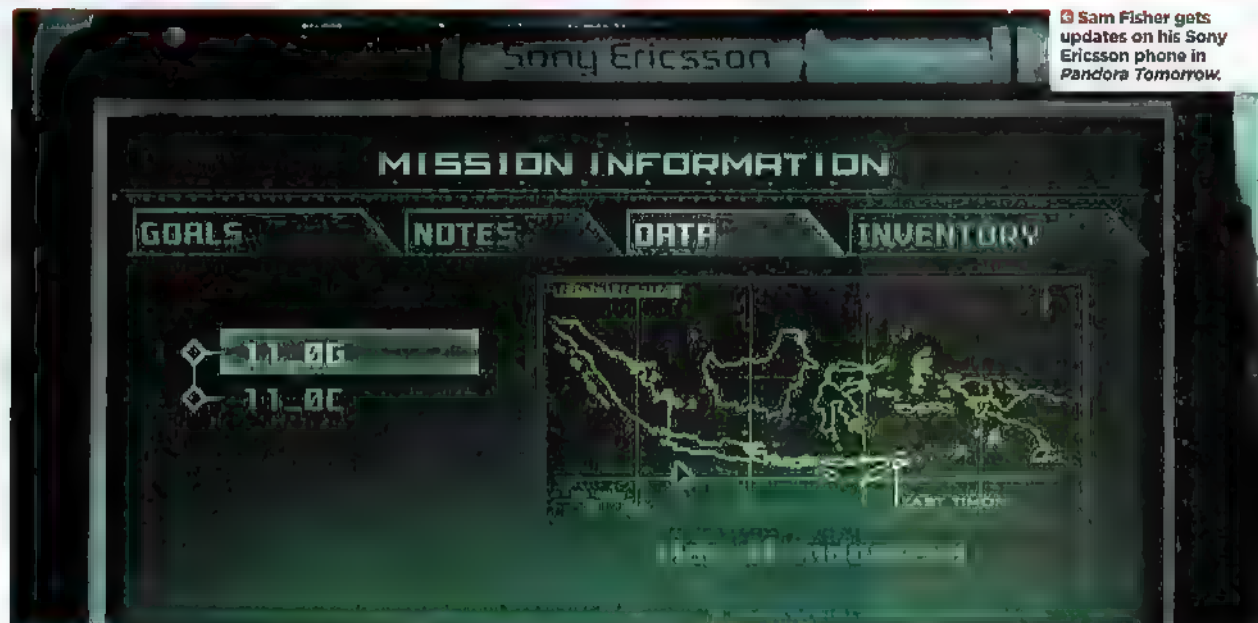 Sam Fisher gets
updates on his Sony
Ericsson phone in
Pandora Tomorrow.
Sony Ericsson
MISSION INFORMATION
GOALS
NOTES
DATA
INVENTORY
11_0G
11_0C
EAST TIMOR